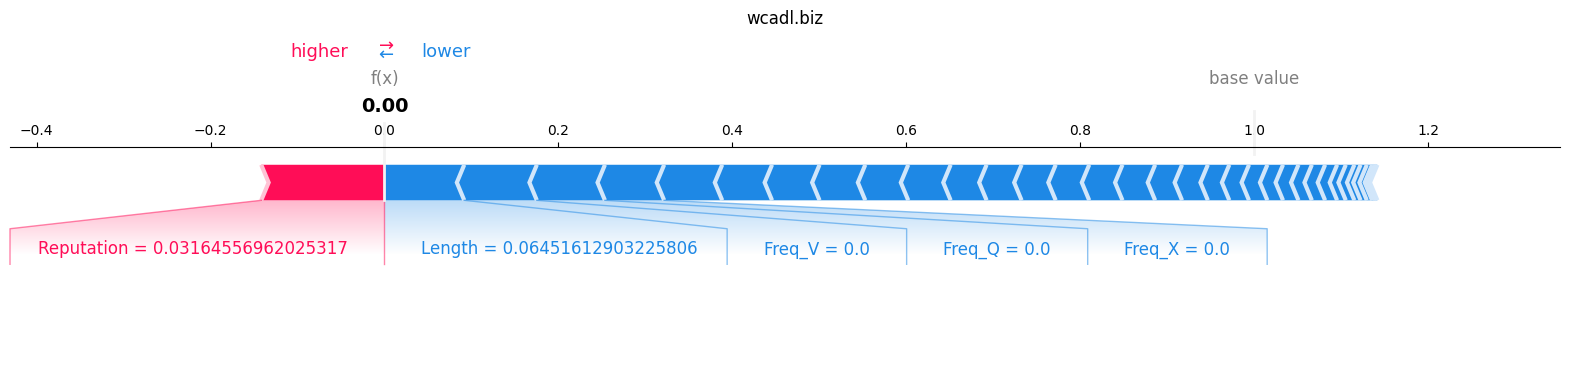 wcadl.biz
higher → ← lower
f(x) base value
0.00
−0.4 −0.2 0 0 0.2 0.4 0.6 0.8 1 0 1.2
Reputation = 0.03164556962025317 Length = 0.06451612903225806 Freq_V = 0.0 Freq_Q = 0.0 Freq_X = 0.0